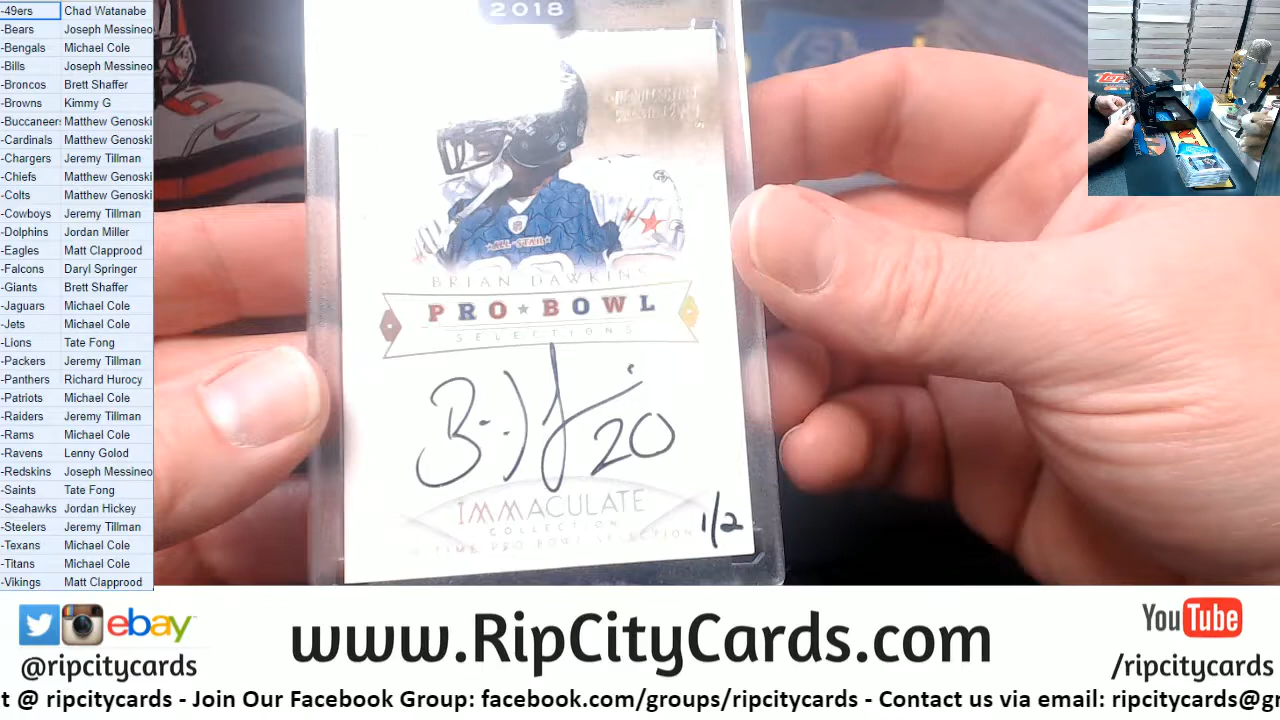 -49ers Chad Watanabe
-Bears Joseph Messineo
-Bengals Michael Cole
-Bills Joseph Messineo
-Broncos Brett Shaffer
-Browns Kimmy G
-Buccaneers Matthew Genoski
-Cardinals Matthew Genoski
-Chargers Jeremy Tillman
-Chiefs Matthew Genoski
-Colts Matthew Genoski
-Cowboys Jeremy Tillman
-Dolphins Jordan Miller
-Eagles Matt Clapprood
-Falcons Daryl Springer
-Giants Brett Shaffer
-Jaguars Michael Cole
-Jets Michael Cole
-Lions Tate Fong
-Packers Jeremy Tillman
-Panthers Richard Hurocy
-Patriots Michael Cole
-Raiders Jeremy Tillman
-Rams Michael Cole
-Ravens Lenny Golod
-Redskins Joseph Messineo
-Saints Tate Fong
-Seahawks Jordan Hickey
-Steelers Jeremy Tillman
-Texans Michael Cole
-Titans Michael Cole
-Vikings Matt Clapprood
2018
ALL-STAR
BRIAN DAWKINS
PRO★BOWL
SELECTIONS
20
IMMACULATE
COLLECTION
TIME PRO BOWL SELECTION
1/2
ebay
@ripcitycards
www.RipCityCards.com
YouTube
/ripcitycards
t @ ripcitycards - Join Our Facebook Group: facebook.com/groups/ripcitycards - Contact us via email: ripcitycards@g